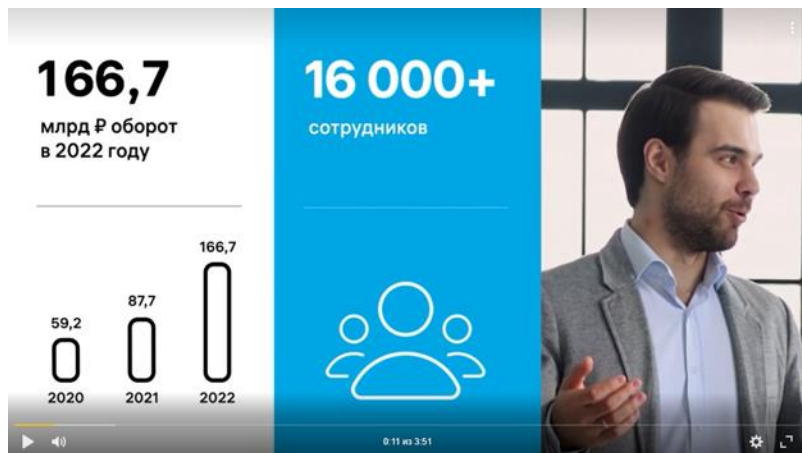 166,7
млрд ₽ оборот
в 2022 году
59,2
87,7
166,7
2020
2021
2022
16 000+
сотрудников
0:11 из 3:51